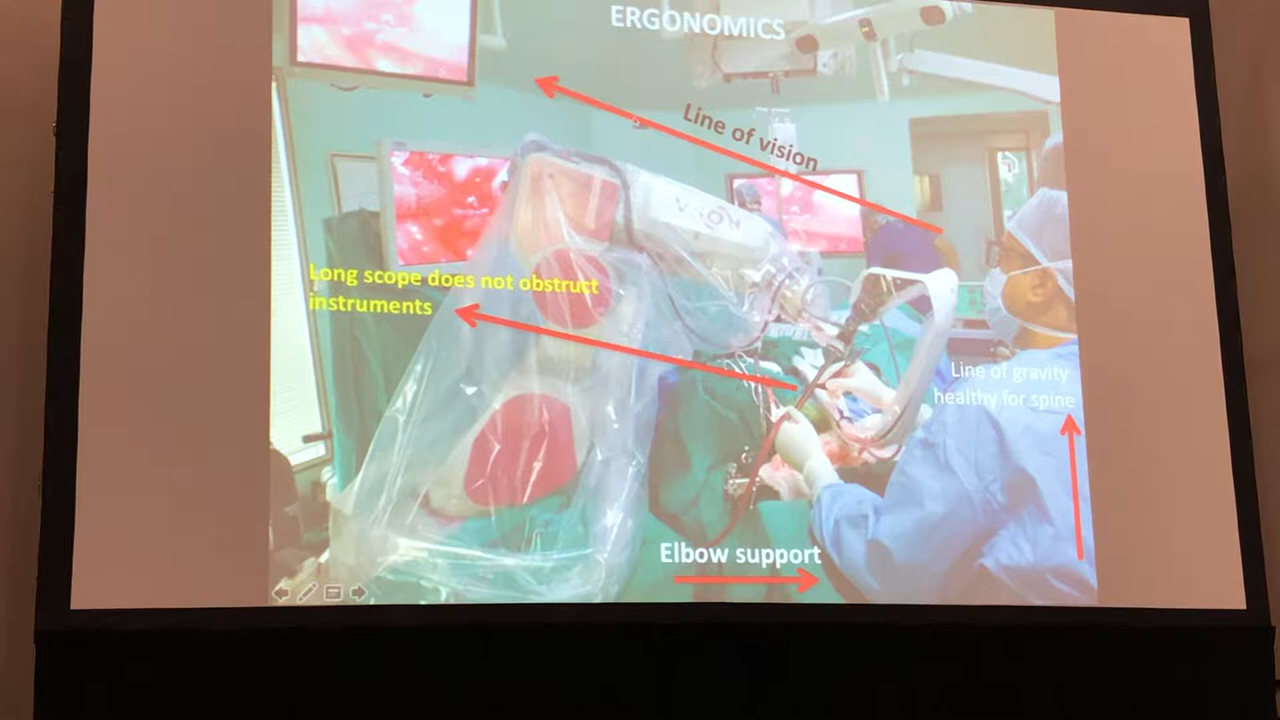 ERGONOMICS
Line of vision
Long scope does not obstruct
instruments
Line of gravity
healthy for spine
Elbow support